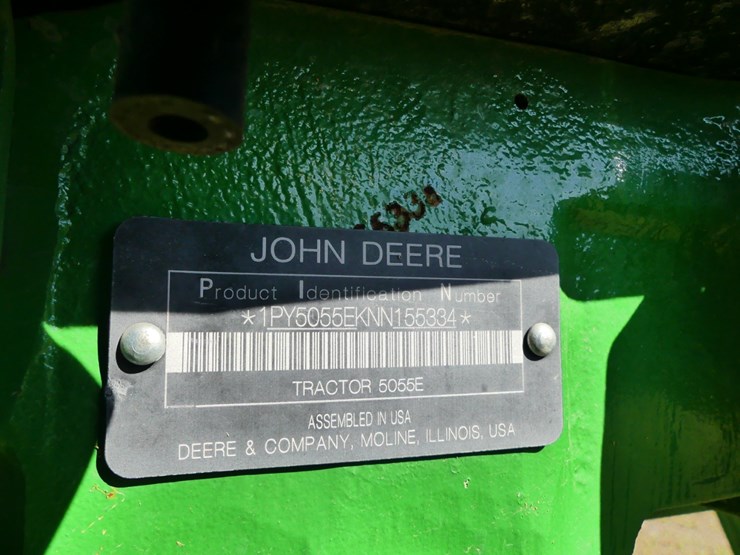 JOHN DEERE
Product Identification Number
*1PY5055EKNN155334*
TRACTOR 5055E
ASSEMBLED IN USA
DEERE & COMPANY, MOLINE, ILLINOIS, USA